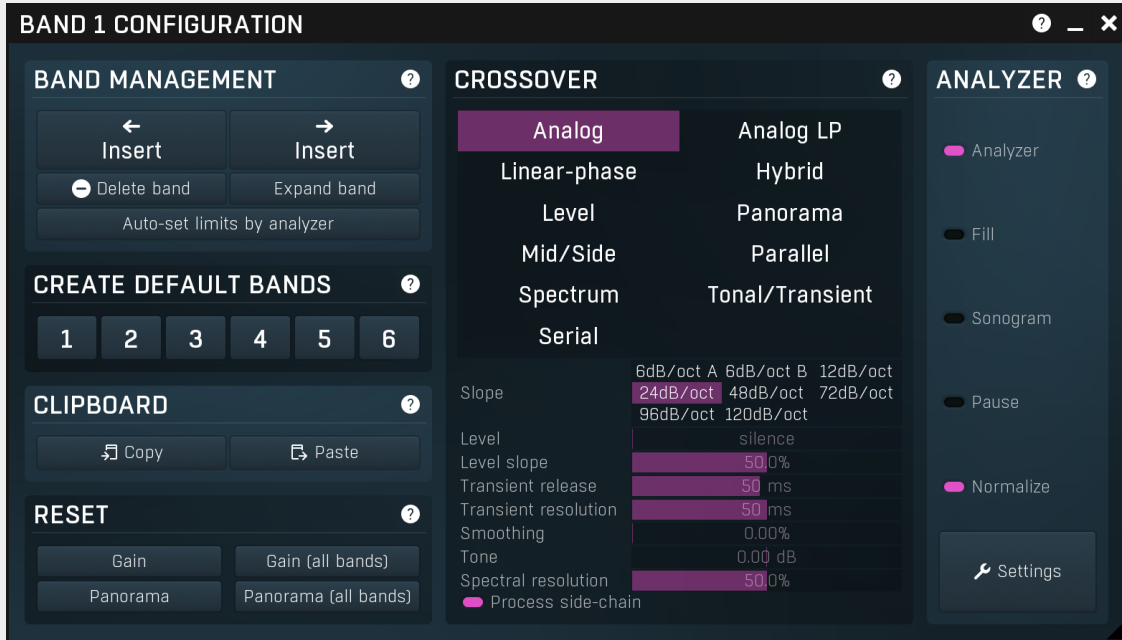 BAND 1 CONFIGURATION
BAND MANAGEMENT
Insert
Insert
Delete band
Expand band
Auto-set limits by analyzer
CREATE DEFAULT BANDS
1 2 3 4 5 6
CLIPBOARD
Copy
Paste
RESET
Gain
Gain (all bands)
Panorama
Panorama (all bands)
CROSSOVER
Analog
Analog LP
Linear-phase
Hybrid
Level
Panorama
Mid/Side
Parallel
Spectrum
Tonal/Transient
Serial
Slope
6dB/oct A 6dB/oct B 12dB/oct
24dB/oct 48dB/oct 72dB/oct
96dB/oct 120dB/oct
Level silence
Level slope 50.0%
Transient release 50 ms
Transient resolution 50 ms
Smoothing 0.00%
Tone 0.00 dB
Spectral resolution 50.0%
Process side-chain
ANALYZER
Analyzer
Fill
Sonogram
Pause
Normalize
Settings